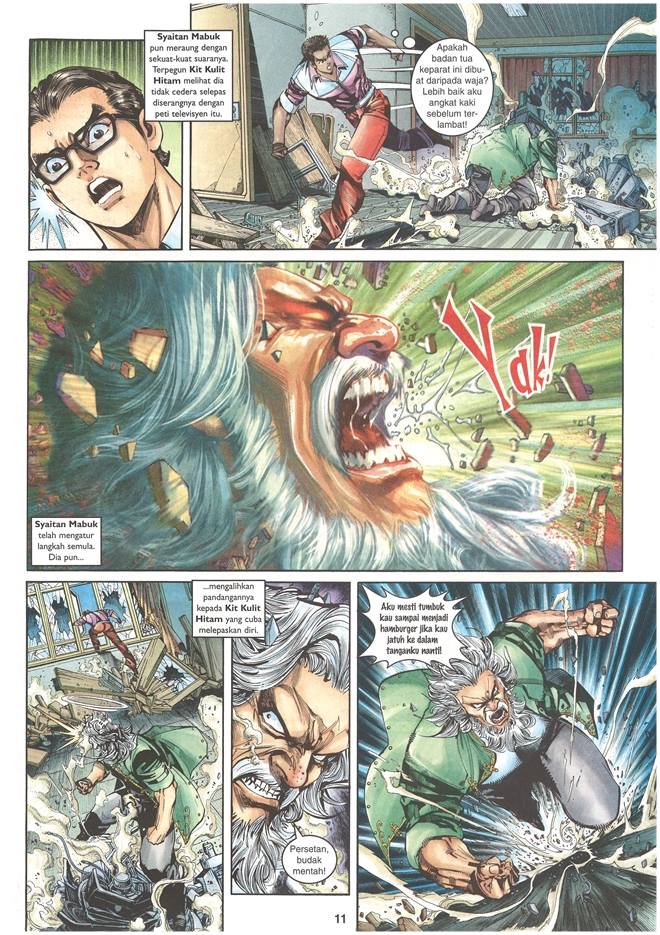 Syaitan Mabuk
pun meraung dengan
sekuat-kuat suaranya.
Terpegun Kit Kulit
Hitam melihat dia
tidak cedera selepas
diserangnya dengan
peti televisyen itu.
Apakah
badan tua
keparat ini dibu-
at daripada waja?
Lebih baik aku
angkat kaki
sebelum ter-
lambat!
Yak!
Syaitan Mabuk
telah mengatur
langkah semula.
Dia pun...
...mengalihkan
pandangannya
kepada Kit Kulit
Hitam yang cuba
melepaskan diri.
Persetan,
budak
mentah!
Aku mesti tumbuk
kau sampai menjadi
hamburger jika kau
jatuh ke dalam
tanganku nanti!
11